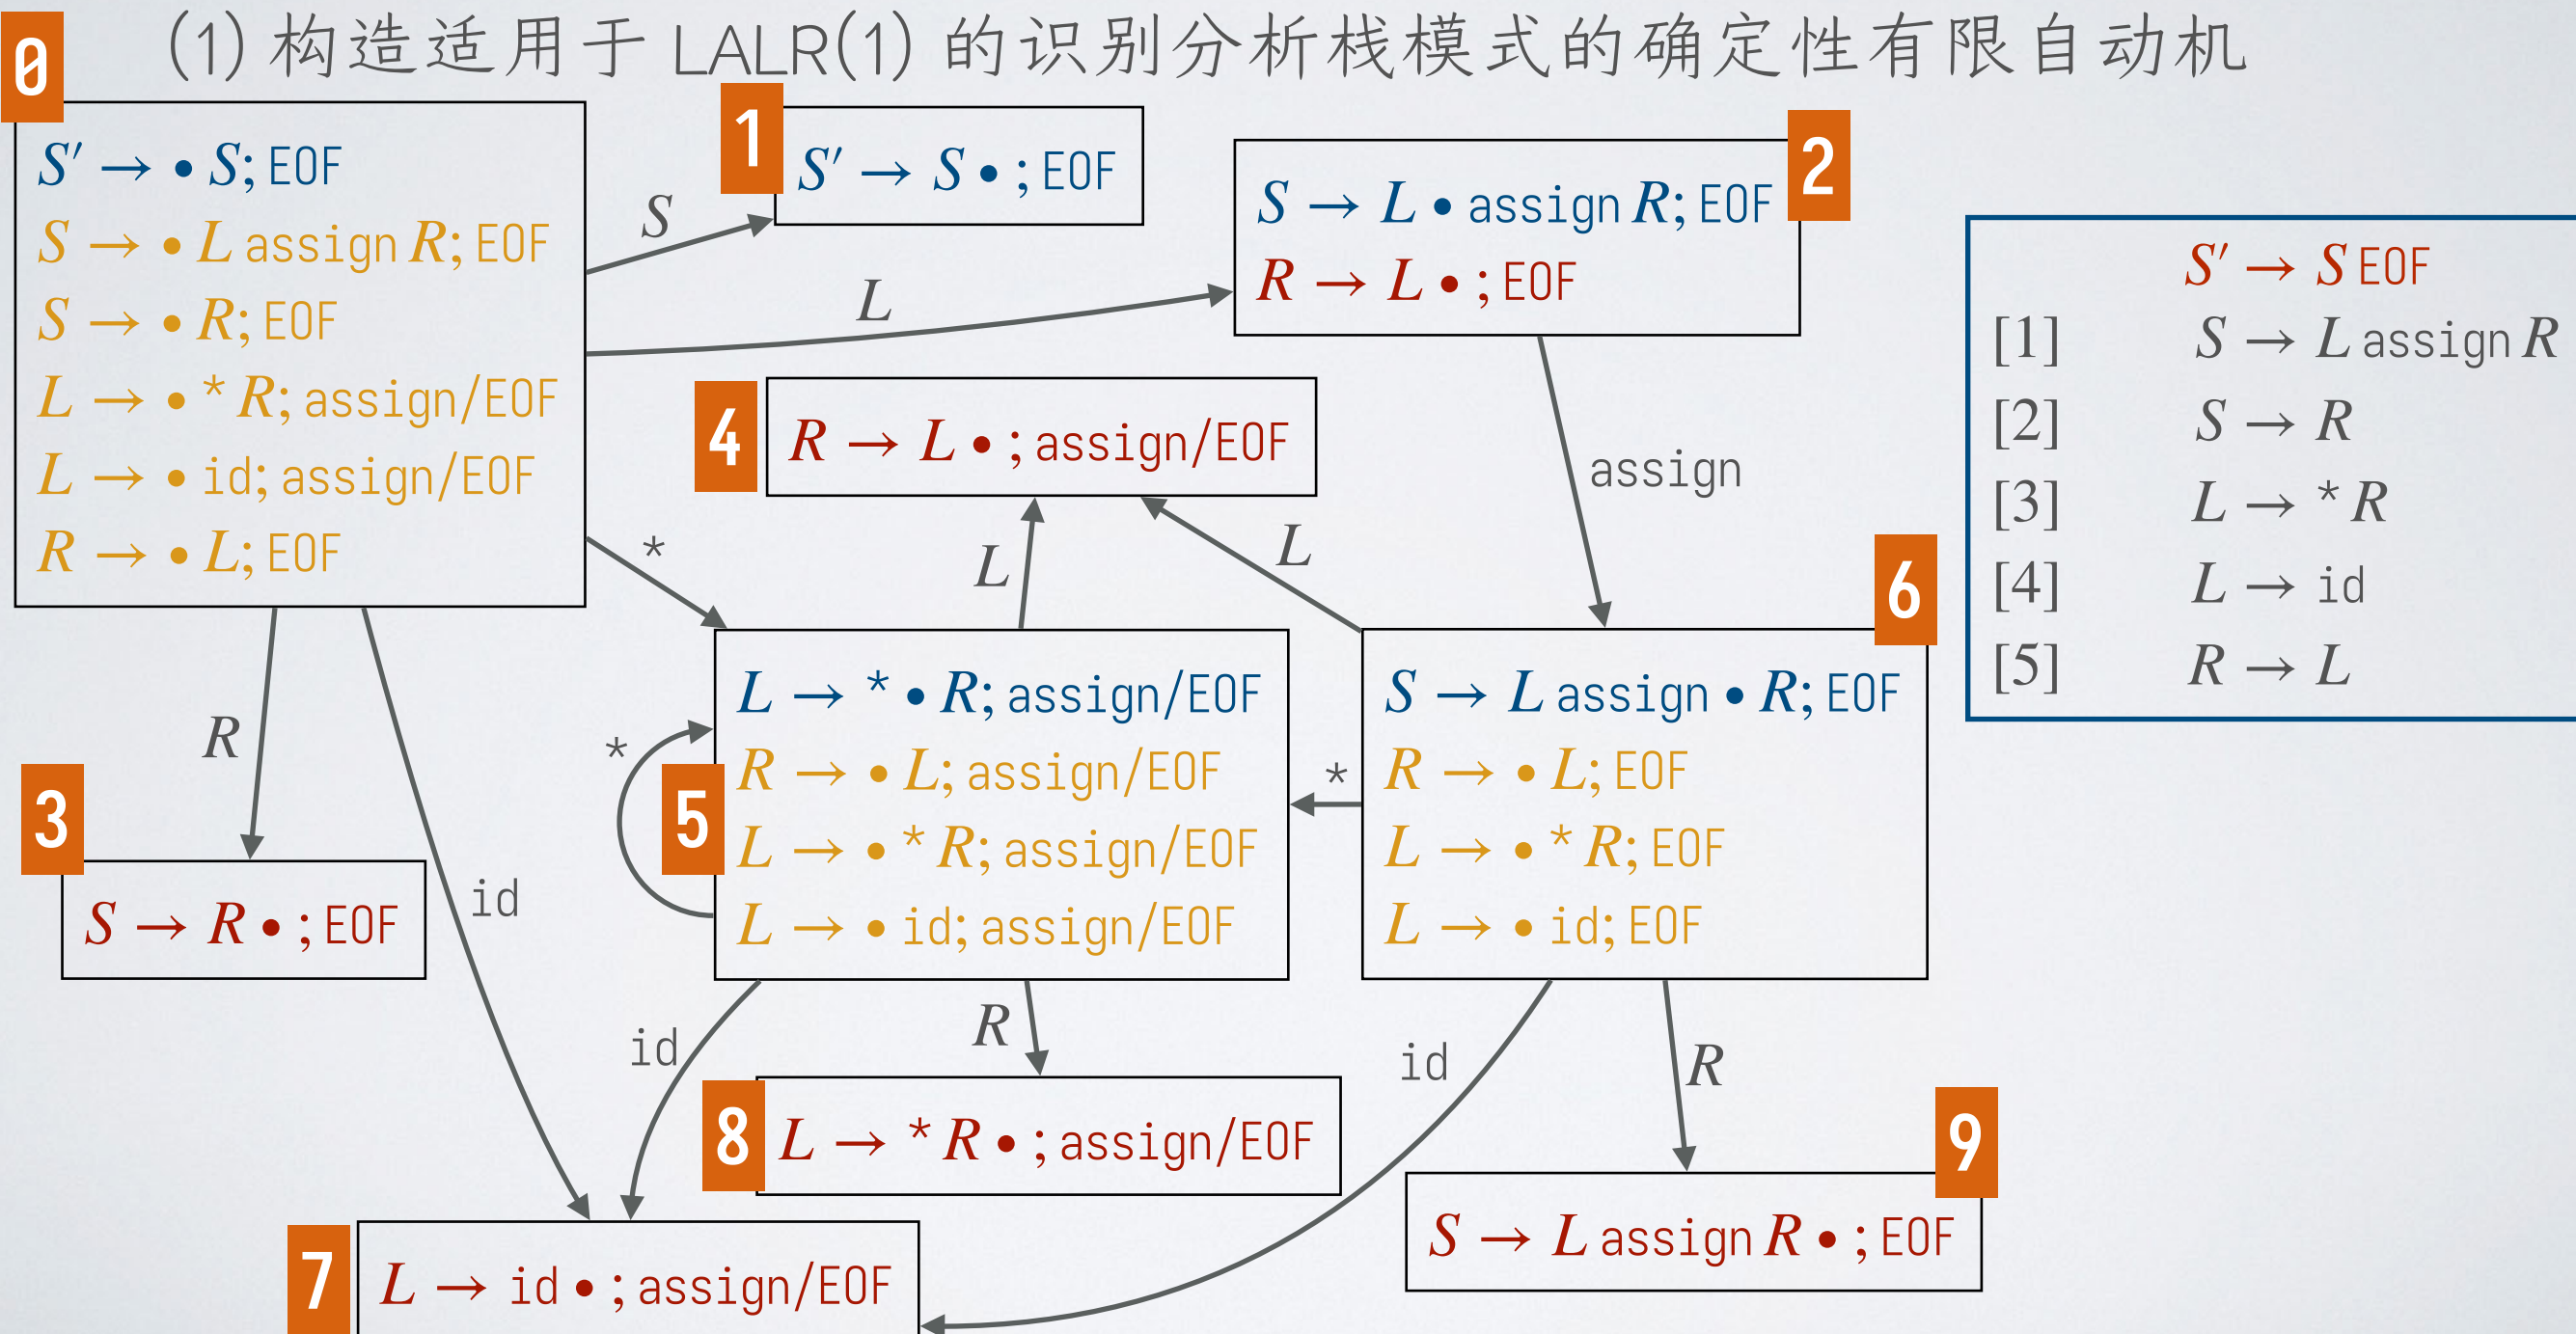 (1) 构造适用于 LALR(1) 的识别分析栈模式的确定性有限自动机
0
S′ → • S; EOF
S → • L assign R; EOF
S → • R; EOF
L → • * R; assign/EOF
L → • id; assign/EOF
R → • L; EOF
S
L
*
R
id
1
S′ → S • ; EOF
2
S → L • assign R; EOF
R → L • ; EOF
assign
S′ → S EOF
[1] S → L assign R
[2] S → R
[3] L → * R
[4] L → id
[5] R → L
4
R → L • ; assign/EOF
L
L
3
S → R • ; EOF
5
L → * • R; assign/EOF
R → • L; assign/EOF
L → • * R; assign/EOF
L → • id; assign/EOF
*
id
R
6
S → L assign • R; EOF
R → • L; EOF
L → • * R; EOF
L → • id; EOF
*
id
R
8
L → * R • ; assign/EOF
9
S → L assign R • ; EOF
7
L → id • ; assign/EOF